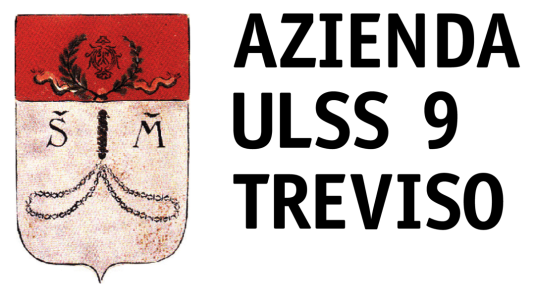 Š M̌
AZIENDA
ULSS 9
TREVISO